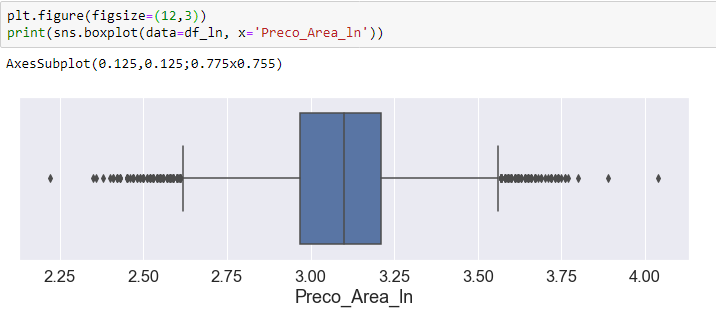 plt.figure(figsize=(12,3))
print(sns.boxplot(data=df_ln, x='Preco_Area_ln'))
AxesSubplot(0.125,0.125;0.775x0.755)
2.25 2.50 2.75 3.00 3.25 3.50 3.75 4.00
Preco_Area_ln